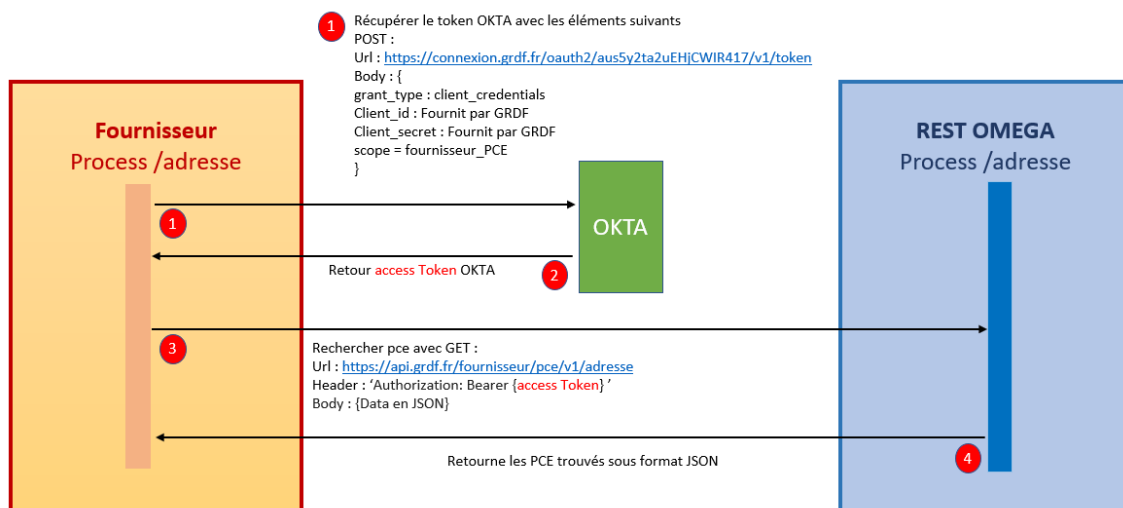 1
Récupérer le token OKTA avec les éléments suivants
POST :
Url : https://connexion.grdf.fr/oauth2/aus5y2ta2uEHjCWIR417/v1/token
Body : {
grant_type : client_credentials
Client_id : Fournit par GRDF
Client_secret : Fournit par GRDF
scope = fournisseur_PCE
}
Fournisseur
Process /adresse
REST OMEGA
Process /adresse
1
OKTA
Retour access Token OKTA
2
3
Rechercher pce avec GET :
Url : https://api.grdf.fr/fournisseur/pce/v1/adresse
Header : ‘Authorization: Bearer {access Token} ’
Body : {Data en JSON}
Retourne les PCE trouvés sous format JSON
4